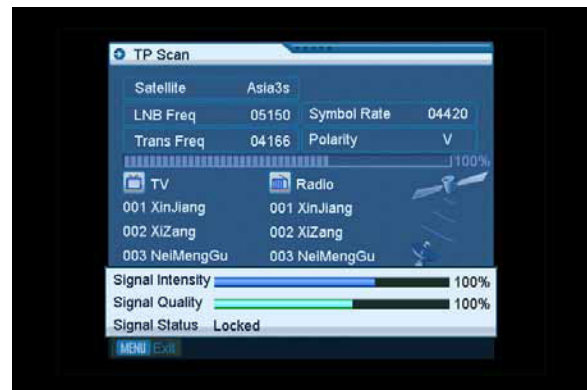 TP Scan
Satellite Asia3s
LNB Freq 05150 Symbol Rate 04420
Trans Freq 04166 Polarity V
100%
TV Radio
001 XinJiang 001 XinJiang
002 XiZang 002 XiZang
003 NeiMengGu 003 NeiMengGu
Signal Intensity 100%
Signal Quality 100%
Signal Status Locked
MENU Exit